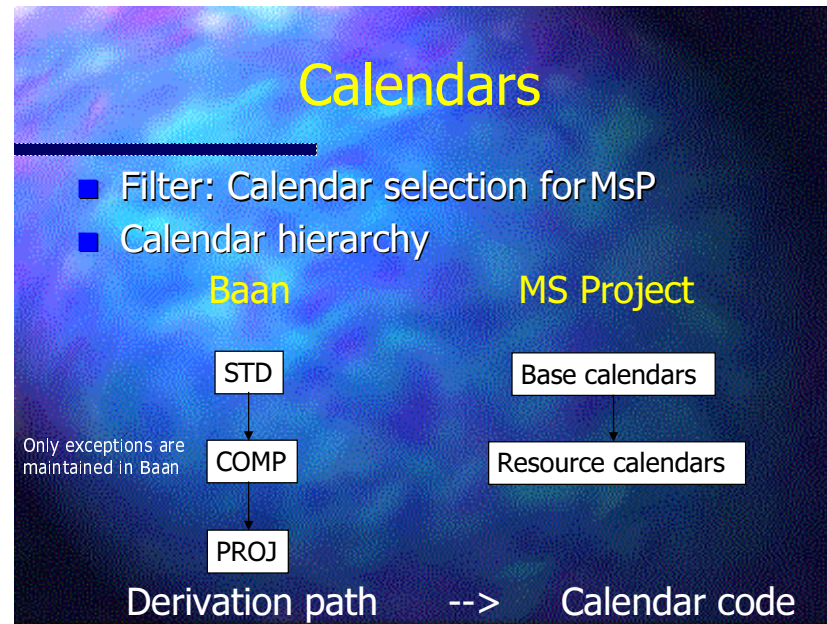 Calendars
Filter: Calendar selection for MsP
Calendar hierarchy
Baan
MS Project
STD
Base calendars
Only exceptions are
maintained in Baan
COMP
Resource calendars
PROJ
Derivation path --> Calendar code